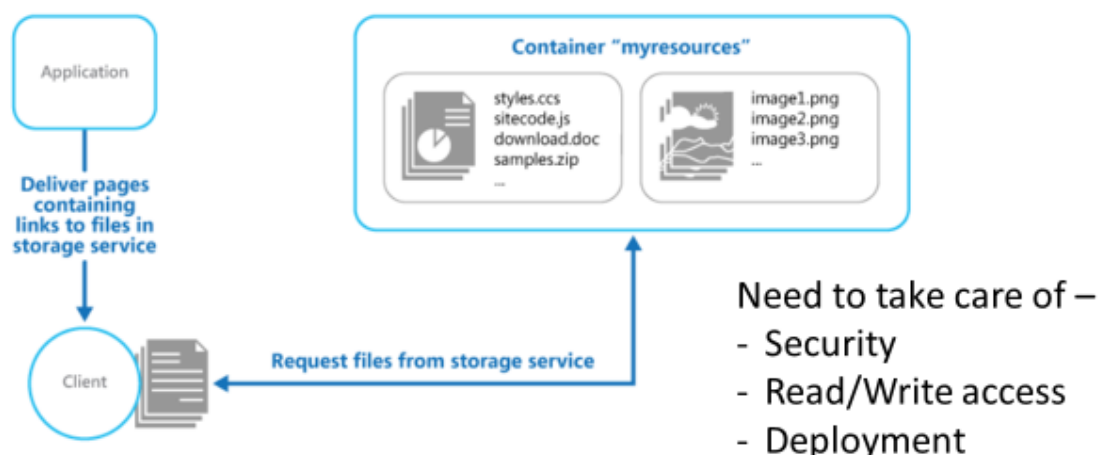 Application
Deliver pages
containing
links to files in
storage service
Client
Container “myresources”
styles.ccs
sitecode.js
download.doc
samples.zip
...
image1.png
image2.png
image3.png
...
Request files from storage service
Need to take care of –
- Security
- Read/Write access
- Deployment